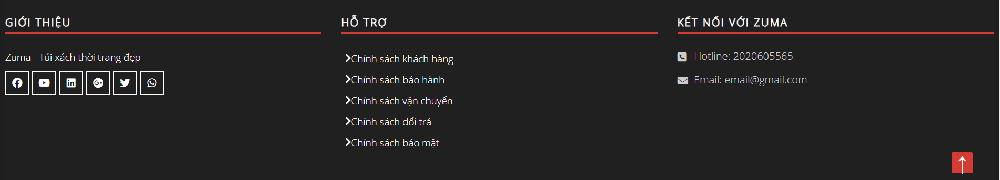 GIỚI THIỆU
Zuma - Túi xách thời trang đẹp
HỖ TRỢ
Chính sách khách hàng
Chính sách bảo hành
Chính sách vận chuyển
Chính sách đổi trả
Chính sách bảo mật
KẾT NỐI VỚI ZUMA
Hotline: 2020605565
Email: email@gmail.com